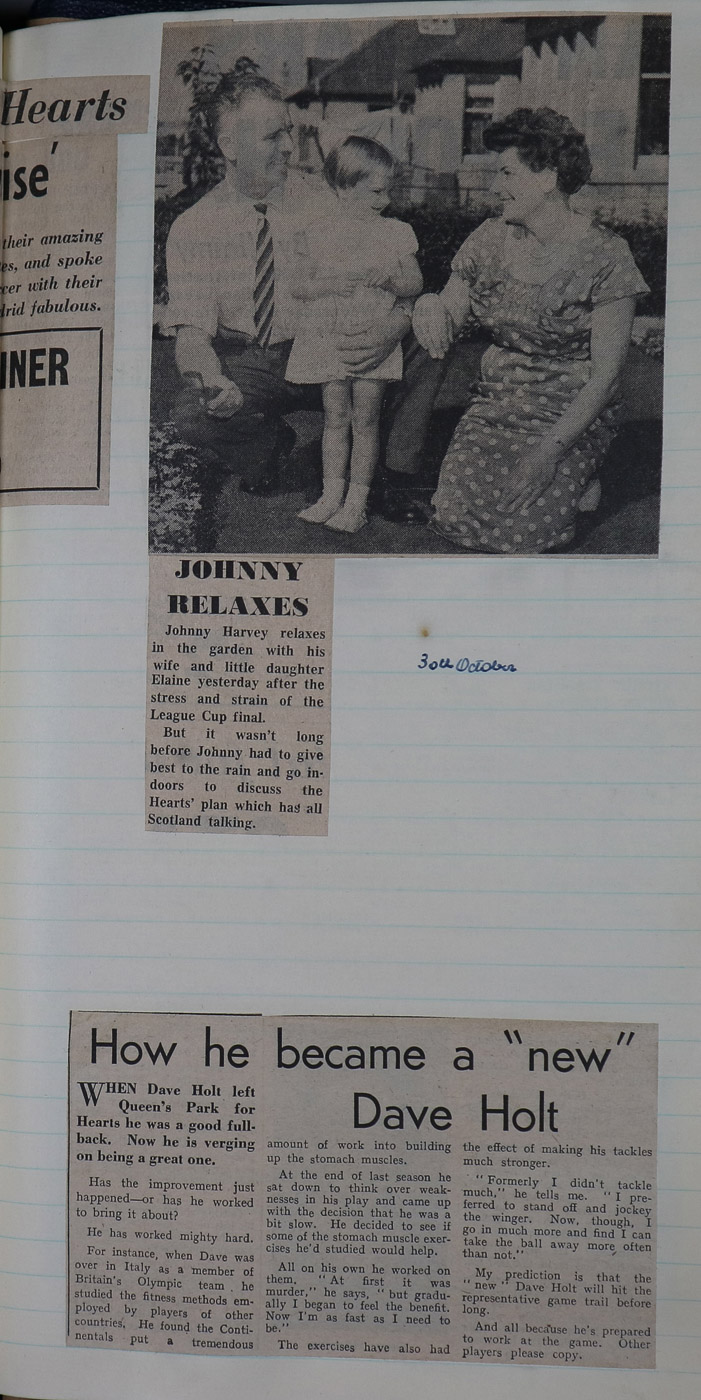 Hearts
ise'
their amazing
es, and spoke
cer with their
drid fabulous.
NER
JOHNNY
RELAXES
Johnny Harvey relaxes
in the garden with his
wife and little daughter
Elaine yesterday after the
stress and strain of the
League Cup final.
But it wasn't long
before Johnny had to give
best to the rain and go in-
doors to discuss the
Hearts' plan which has all
Scotland talking.
30th October
How he became a "new"
Dave Holt
WHEN Dave Holt left
Queen's Park for
Hearts he was a good full-
back. Now he is verging
on being a great one.
Has the improvement just
happened—or has he worked
to bring it about?
He has worked mighty hard.
For instance, when Dave was
over in Italy as a member of
Britain's Olympic team he
studied the fitness methods em-
ployed by players of other
countries. He found the Conti-
nentals put a tremendous
amount of work into building
up the stomach muscles.
At the end of last season he
sat down to think over weak-
nesses in his play and came up
with the decision that he was a
bit slow. He decided to see if
some of the stomach muscle exer-
cises he'd studied would help.
All on his own he worked on
them. "At first it was
murder," he says, "but gradu-
ally I began to feel the benefit.
Now I'm as fast as I need to
be."
The exercises have also had
the effect of making his tackles
much stronger.
"Formerly I didn't tackle
much," he tells me. "I pre-
ferred to stand off and jockey
the winger. Now, though, I
go in much more and find I can
take the ball away more often
than not."
My prediction is that the
"new" Dave Holt will hit the
representative game trail before
long.
And all because he's prepared
to work at the game. Other
players please copy.